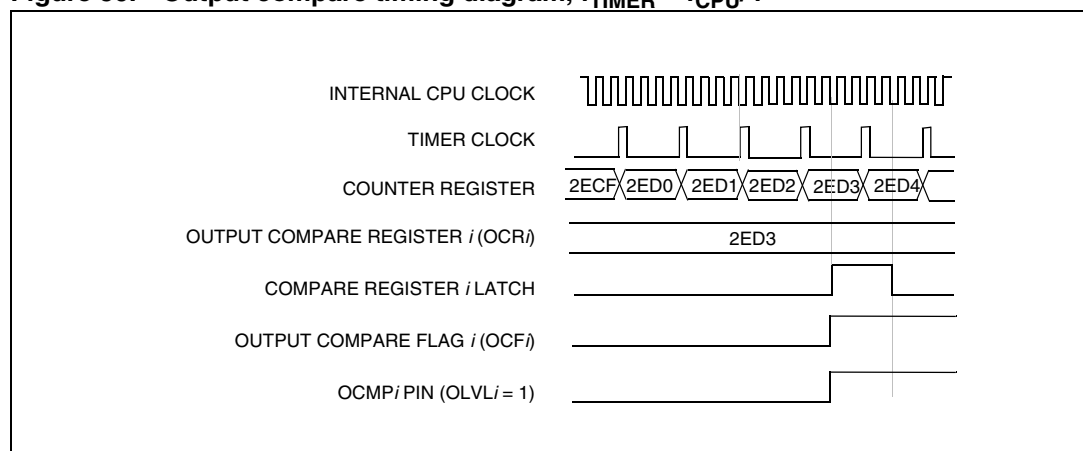 INTERNAL CPU CLOCK
TIMER CLOCK
COUNTER REGISTER 2ECF 2ED0 2ED1 2ED2 2ED3 2ED4
OUTPUT COMPARE REGISTER i (OCRi) 2ED3
COMPARE REGISTER i LATCH
OUTPUT COMPARE FLAG i (OCFi)
OCMPi PIN (OLVLi = 1)